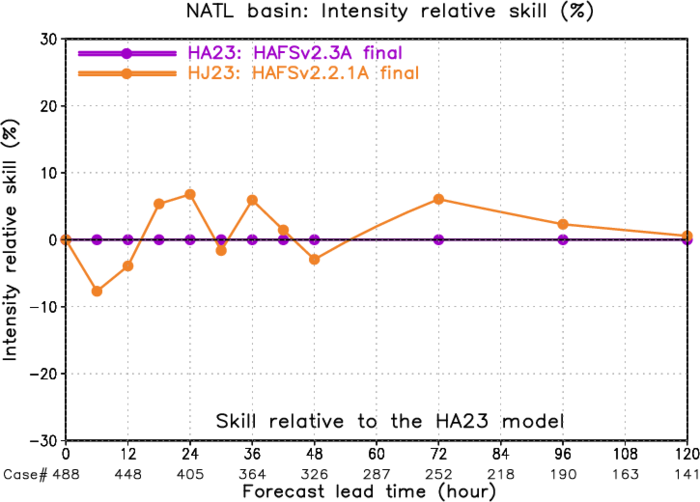 NATL basin: Intensity relative skill (%)
HA23: HAFSv2.3A final
HJ23: HAFSv2.2.1A final
Intensity relative skill (%)
30
20
10
0
−10
−20
−30
Skill relative to the HA23 model
0 12 24 36 48 60 72 84 96 108 120
Case# 488 448 405 364 326 287 252 218 190 163 141
Forecast lead time (hour)